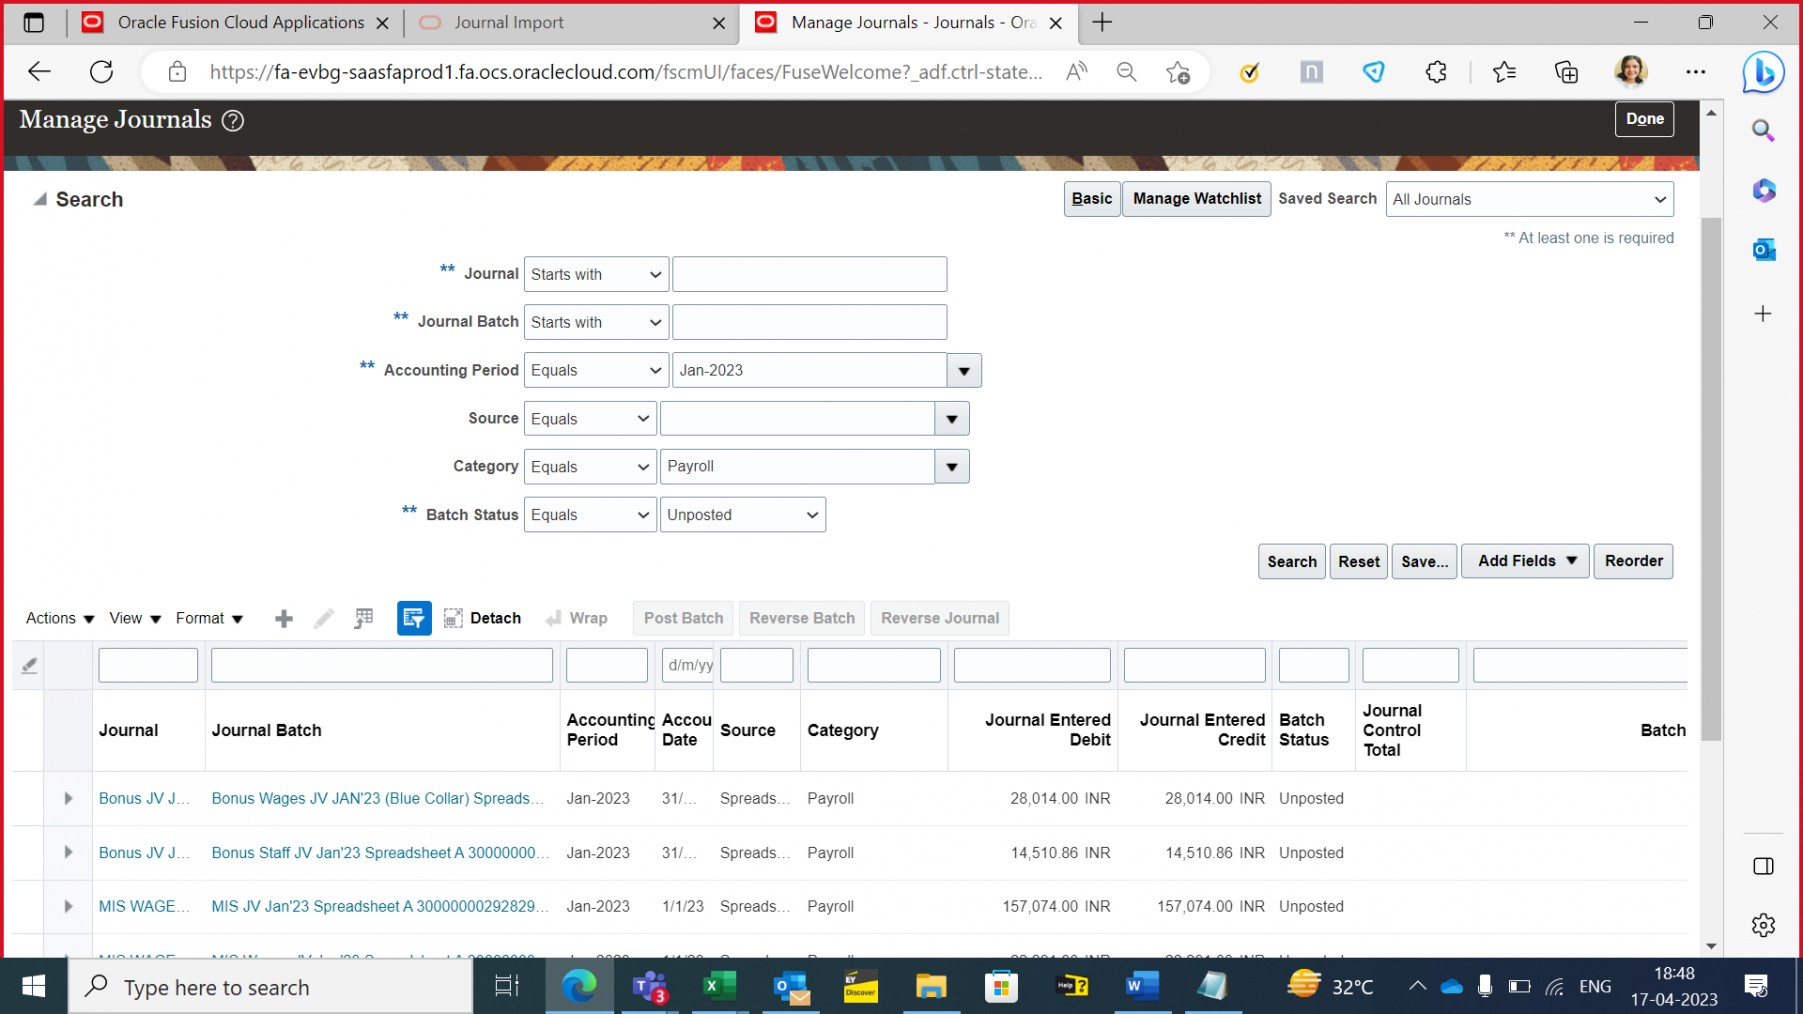 Oracle Fusion Cloud Applications
Journal Import
Manage Journals - Journals - Ora
https://fa-evbg-saasfaprod1.fa.ocs.oraclecloud.com/fscmUI/faces/FuseWelcome?_adf.ctrl-state...
Manage Journals
Done
Search
Basic Manage Watchlist Saved Search All Journals
** At least one is required
** Journal Starts with
** Journal Batch Starts with
** Accounting Period Equals Jan-2023
Source Equals
Category Equals Payroll
** Batch Status Equals Unposted
Search Reset Save... Add Fields Reorder
Actions View Format Detach Wrap Post Batch Reverse Batch Reverse Journal
d/m/yy
Journal Journal Batch Accounting Period Accou Date Source Category Journal Entered Debit Journal Entered Credit Batch Status Journal Control Total Batch
Bonus JV J... Bonus Wages JV JAN'23 (Blue Collar) Spreads... Jan-2023 31/... Spreads... Payroll 28,014.00 INR 28,014.00 INR Unposted
Bonus JV J... Bonus Staff JV Jan'23 Spreadsheet A 30000000... Jan-2023 31/... Spreads... Payroll 14,510.86 INR 14,510.86 INR Unposted
MIS WAGE... MIS JV Jan'23 Spreadsheet A 30000000292829... Jan-2023 1/1/23 Spreads... Payroll 157,074.00 INR 157,074.00 INR Unposted
Type here to search
3
EY Discover
Help?
32°C
ENG
18:48
17-04-2023